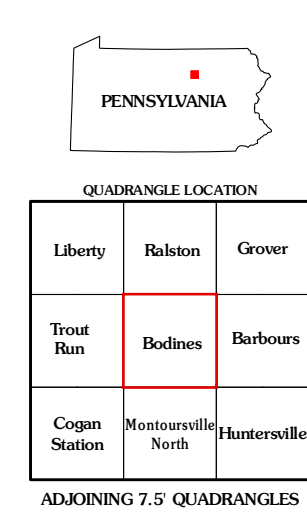 PENNSYLVANIA
QUADRANGLE LOCATION
Liberty Ralston Grover
Trout
Run
Bodines
Barbours
Cogan
Station
Montoursville
North
Huntersville
ADJOINING 7.5' QUADRANGLES